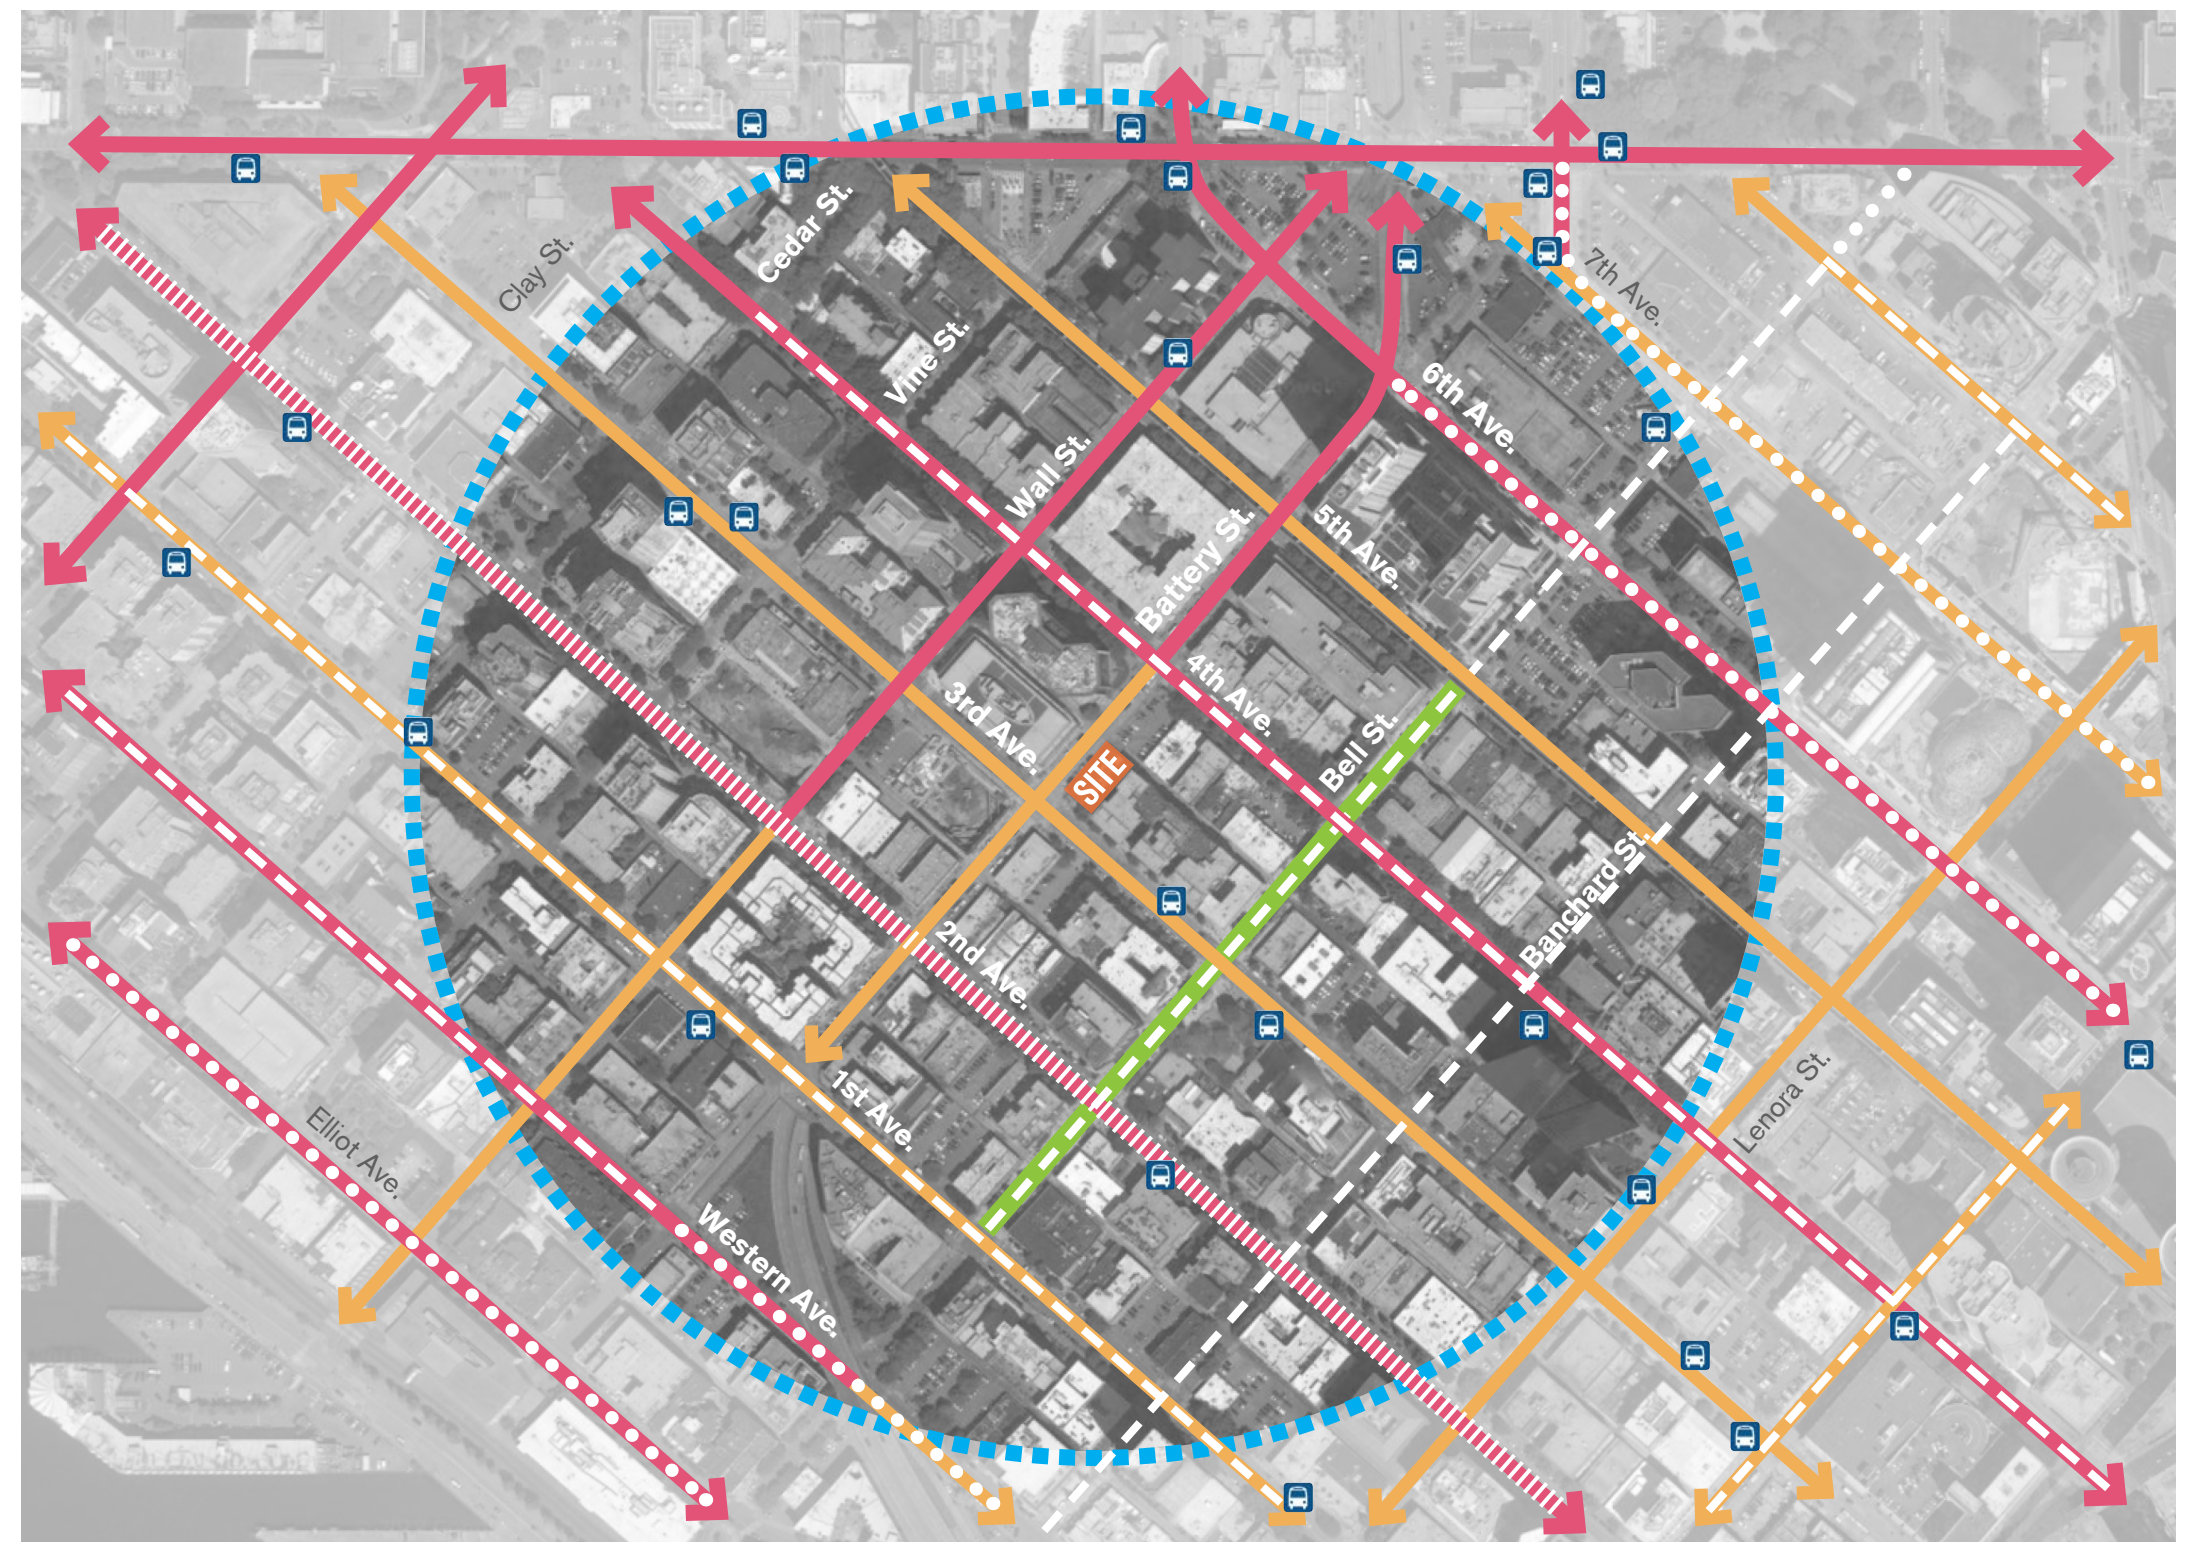 Cedar St.
Clay St.
7th Ave.
Vine St.
6th Ave.
Wall St.
5th Ave.
Battery St.
3rd Ave.
4th Ave.
Bell St.
SITE
Banchard St.
2nd Ave.
1st Ave.
Lenora St.
Elliot Ave.
Western Ave.